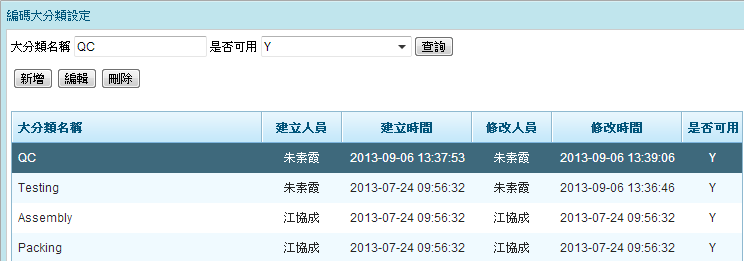 編碼大分類設定
大分類名稱 QC 是否可用 Y 查詢
新增 編輯 刪除
大分類名稱 建立人員 建立時間 修改人員 修改時間 是否可用
QC 朱素霞 2013-09-06 13:37:53 朱素霞 2013-09-06 13:39:06 Y
Testing 朱素霞 2013-07-24 09:56:32 朱素霞 2013-09-06 13:36:46 Y
Assembly 江協成 2013-07-24 09:56:32 江協成 2013-07-24 09:56:32 Y
Packing 江協成 2013-07-24 09:56:32 江協成 2013-07-24 09:56:32 Y